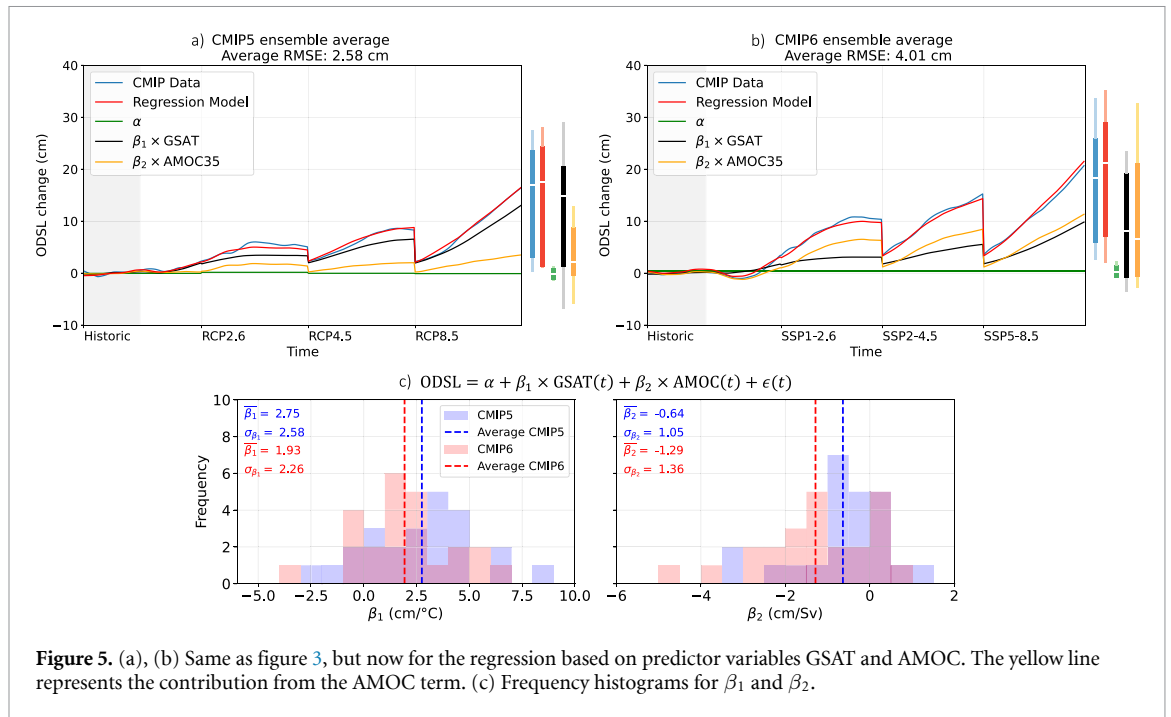 a) CMIP5 ensemble average
Average RMSE: 2.58 cm
40
30
20
10
0
−10
ODSL change (cm)
CMIP Data
Regression Model
α
β1 × GSAT
β2 × AMOC35
Historic
RCP2.6
RCP4.5
RCP8.5
Time
b) CMIP6 ensemble average
Average RMSE: 4.01 cm
40
30
20
10
0
−10
ODSL change (cm)
CMIP Data
Regression Model
α
β1 × GSAT
β2 × AMOC35
Historic
SSP1-2.6
SSP2-4.5
SSP5-8.5
Time
c) ODSL = α + β1 × GSAT(t) + β2 × AMOC(t) + ϵ(t)
10
8
6
4
2
0
Frequency
β1 = 2.75
σβ1 = 2.58
β1 = 1.93
σβ1 = 2.26
CMIP5
Average CMIP5
CMIP6
Average CMIP6
−5.0
−2.5
0.0
2.5
5.0
7.5
10.0
β1 (cm/°C)
β2 = -0.64
σβ2 = 1.05
β2 = -1.29
σβ2 = 1.36
−6
−4
−2
0
2
β2 (cm/Sv)
Figure 5. (a), (b) Same as figure 3, but now for the regression based on predictor variables GSAT and AMOC. The yellow line
represents the contribution from the AMOC term. (c) Frequency histograms for β1 and β2.